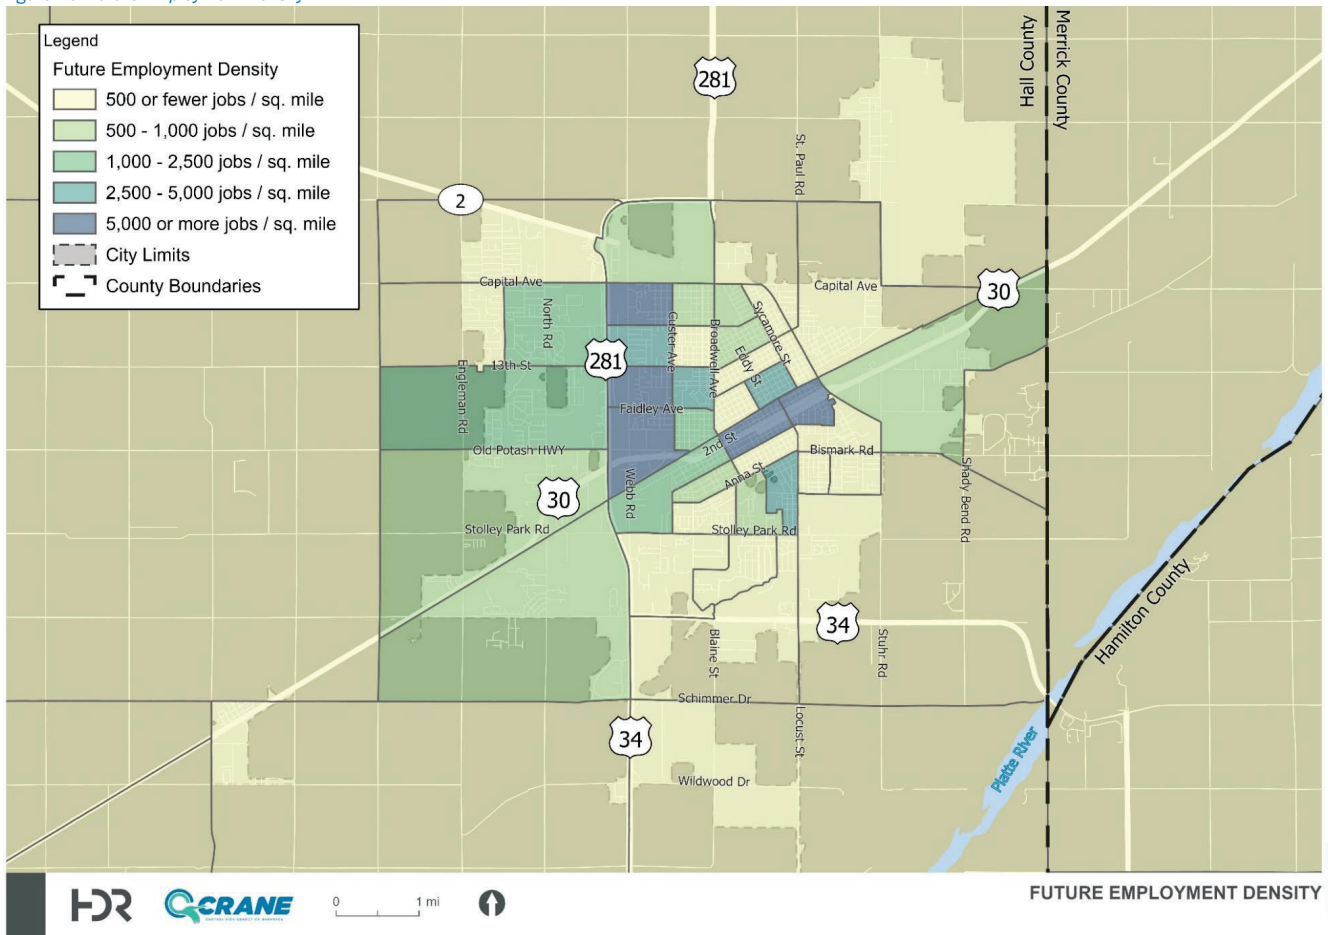 Legend
Future Employment Density
500 or fewer jobs / sq. mile
500 - 1,000 jobs / sq. mile
1,000 - 2,500 jobs / sq. mile
2,500 - 5,000 jobs / sq. mile
5,000 or more jobs / sq. mile
City Limits
County Boundaries
281
Hall County
Merrick County
St. Paul Rd
2
Capital Ave
Capital Ave
30
North Rd
Custer Ave
Broadwell Ave
Sycamore St
Eddy St
281
13th St
Engleman Rd
Faidley Ave
2nd St
Old Potash HWY
Bismark Rd
Anna St
Webb Rd
30
Shady Bend Rd
Stolley Park Rd
Stolley Park Rd
34
Hamilton County
Blaine St
Stuhr Rd
Schimmer Dr
Locust St
34
Platte River
Wildwood Dr
HDR
CRANE
0 1 mi
FUTURE EMPLOYMENT DENSITY